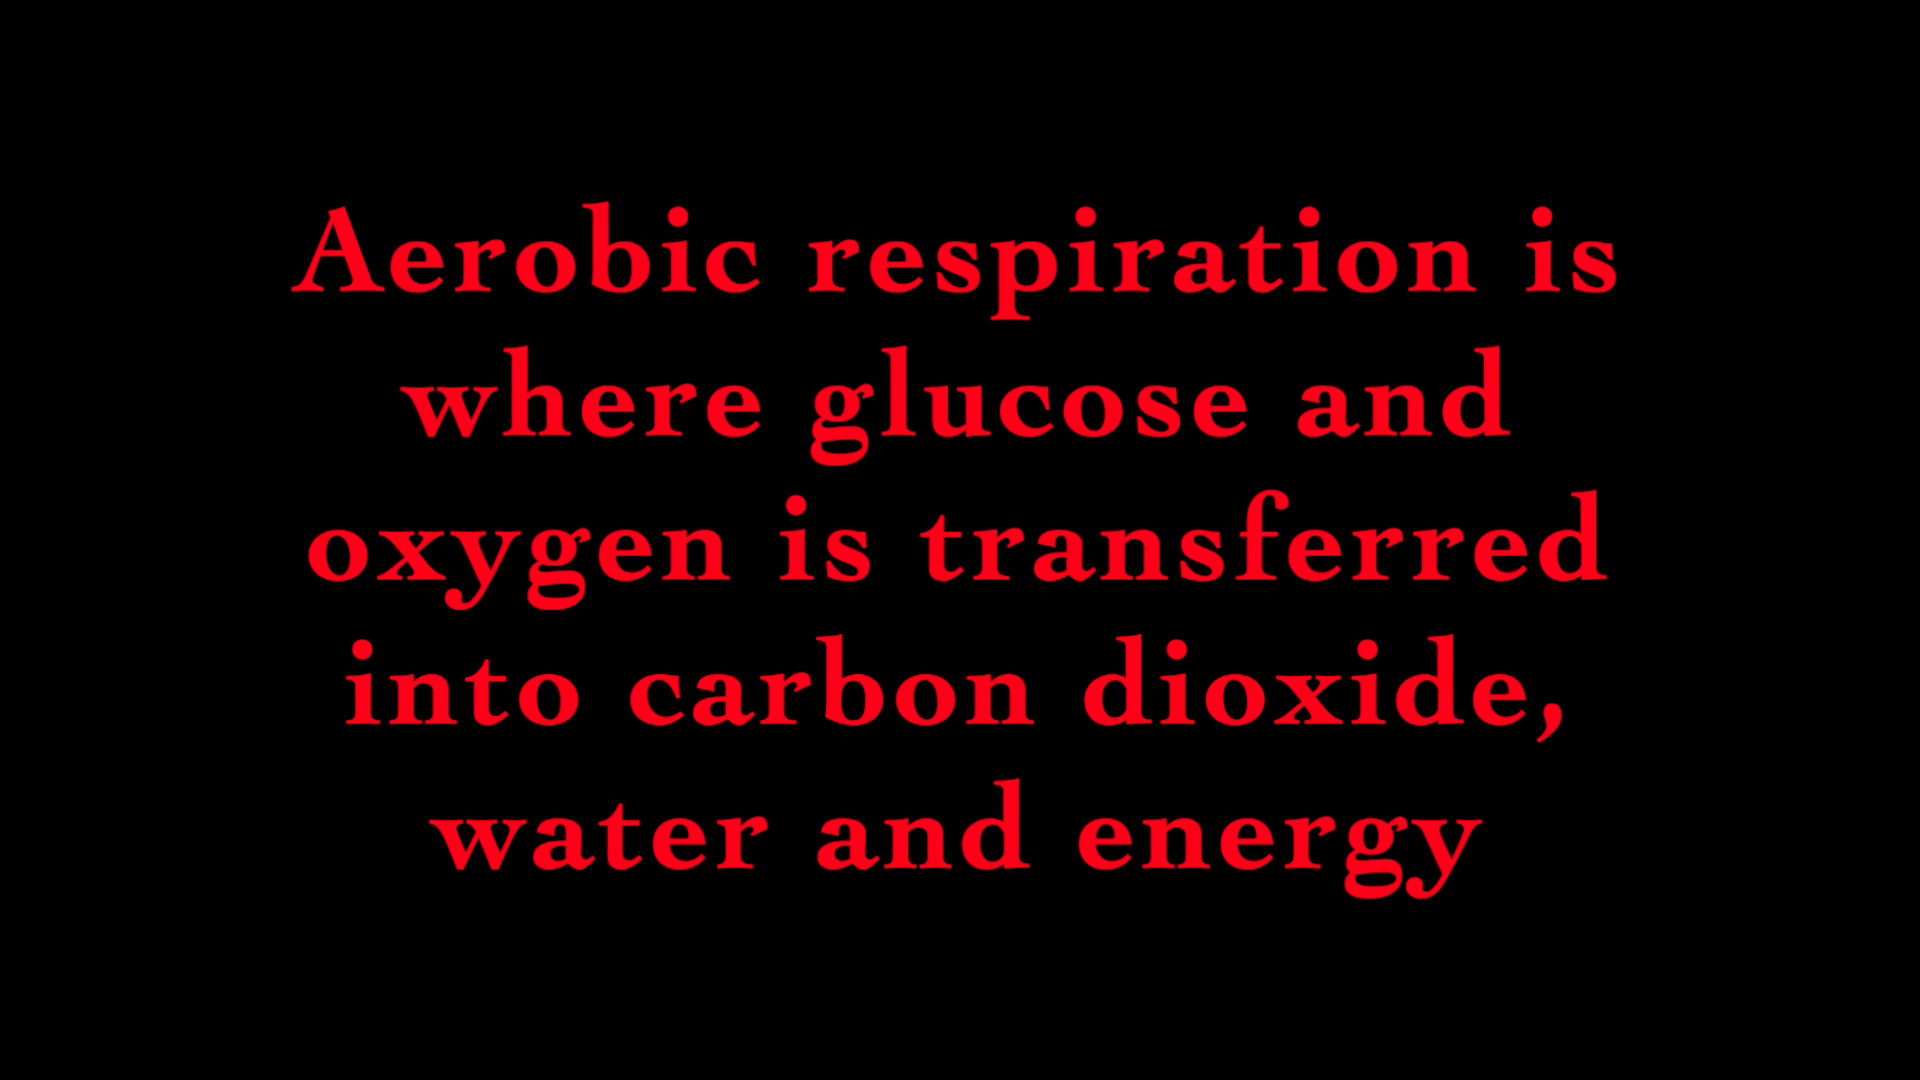 Aerobic respiration is
where glucose and
oxygen is transferred
into carbon dioxide,
water and energy